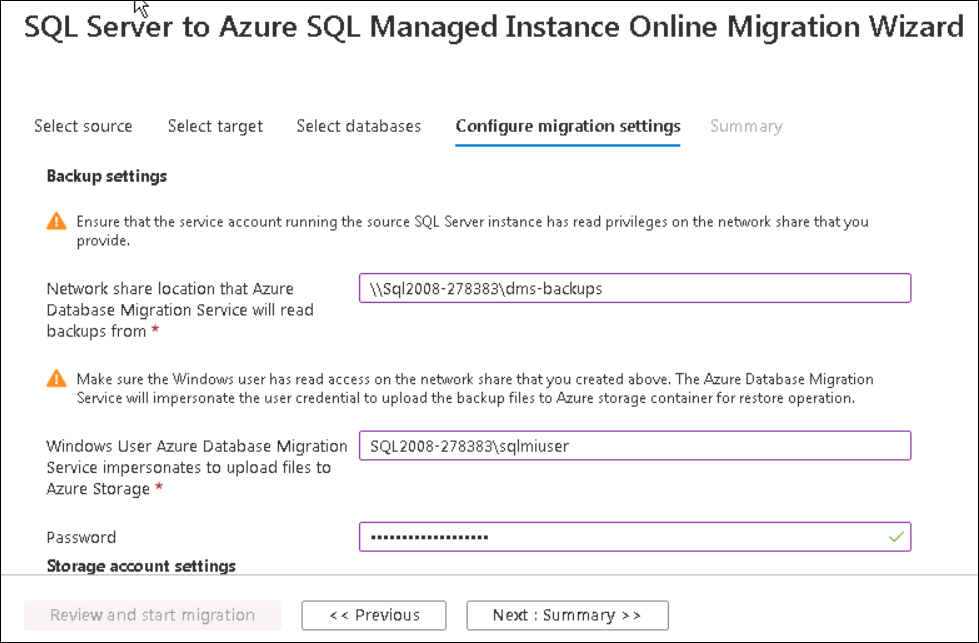 SQL Server to Azure SQL Managed Instance Online Migration Wizard
Select source
Select target
Select databases
Configure migration settings
Summary
Backup settings
Ensure that the service account running the source SQL Server instance has read privileges on the network share that you
provide.
Network share location that Azure
Database Migration Service will read
backups from *
\\Sql2008-278383\dms-backups
Make sure the Windows user has read access on the network share that you created above. The Azure Database Migration
Service will impersonate the user credential to upload the backup files to Azure storage container for restore operation.
Windows User Azure Database Migration
Service impersonates to upload files to
Azure Storage *
SQL2008-278383\sqlmiuser
Password
•••••••••••••••••••
Storage account settings
Review and start migration
<< Previous
Next : Summary >>